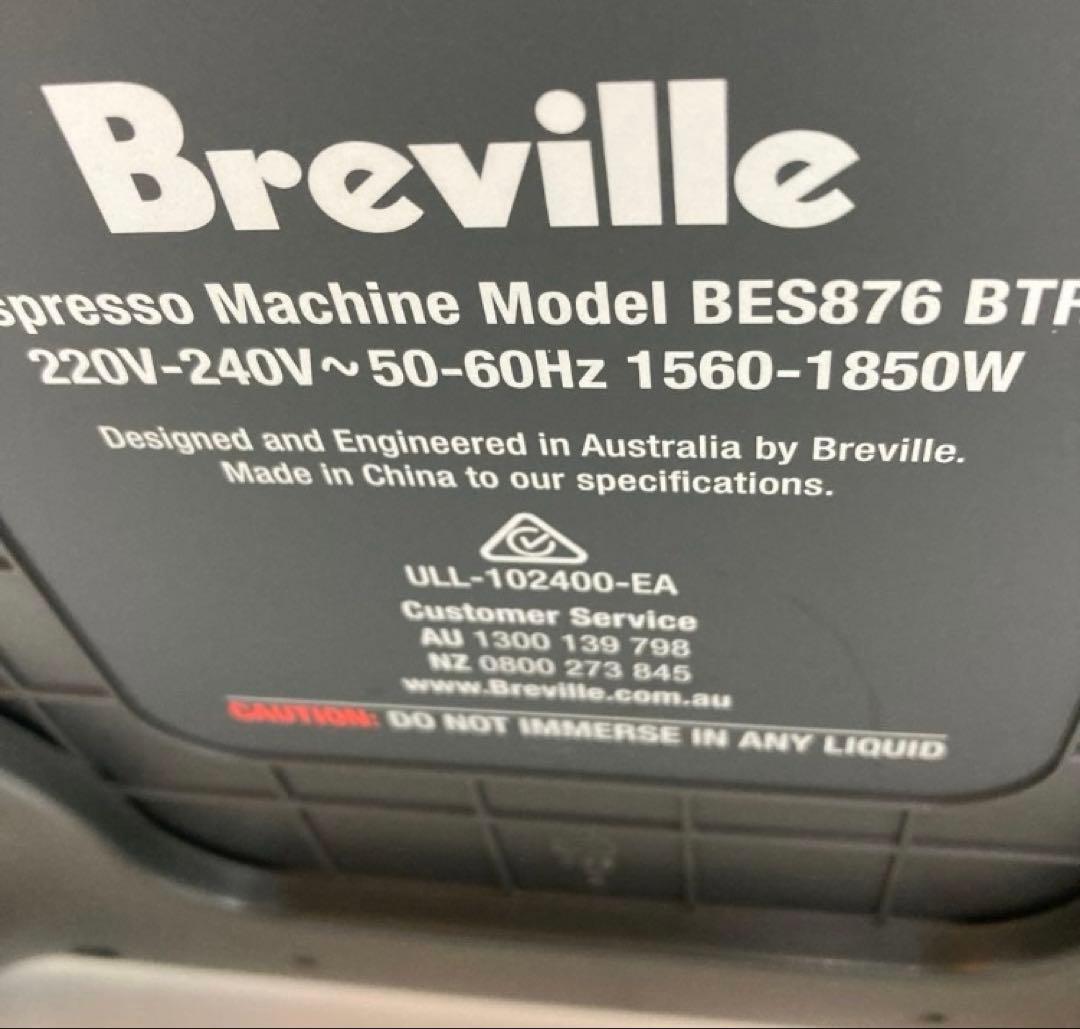 Breville
spresso Machine Model BES876 BTR
220V-240V~50-60Hz 1560-1850W
Designed and Engineered in Australia by Breville.
Made in China to our specifications.
ULL-102400-EA
Customer Service
AU 1300 139 798
NZ 0800 273 845
www.Breville.com.au
CAUTION: DO NOT IMMERSE IN ANY LIQUID